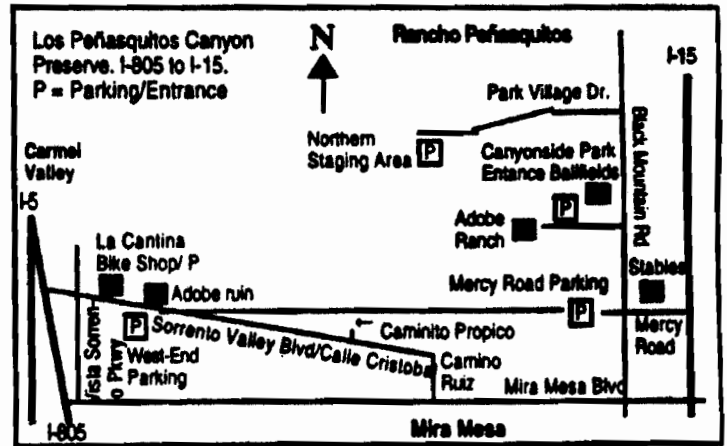 Los Peñasquitos Canyon
Preserve. I-805 to I-15.
P = Parking/Entrance
N
Rancho Peñasquitos
I-15
Park Village Dr.
Northern
Staging Area
P
Canyonside Park
Entance Ballfields
P
Black Mountain Rd
Carmel
Valley
I-5
Adobe
Ranch
La Cantina
Bike Shop/ P
Adobe ruin
Mercy Road Parking
P
Stables
Mercy
Road
P
West-End
Parking
Vista Sorren
o Pkwy
Sorrento Valley Blvd/Calle Cristoba
Caminito Propico
Camino
Ruiz
Mira Mesa Blvd
I-805
Mira Mesa